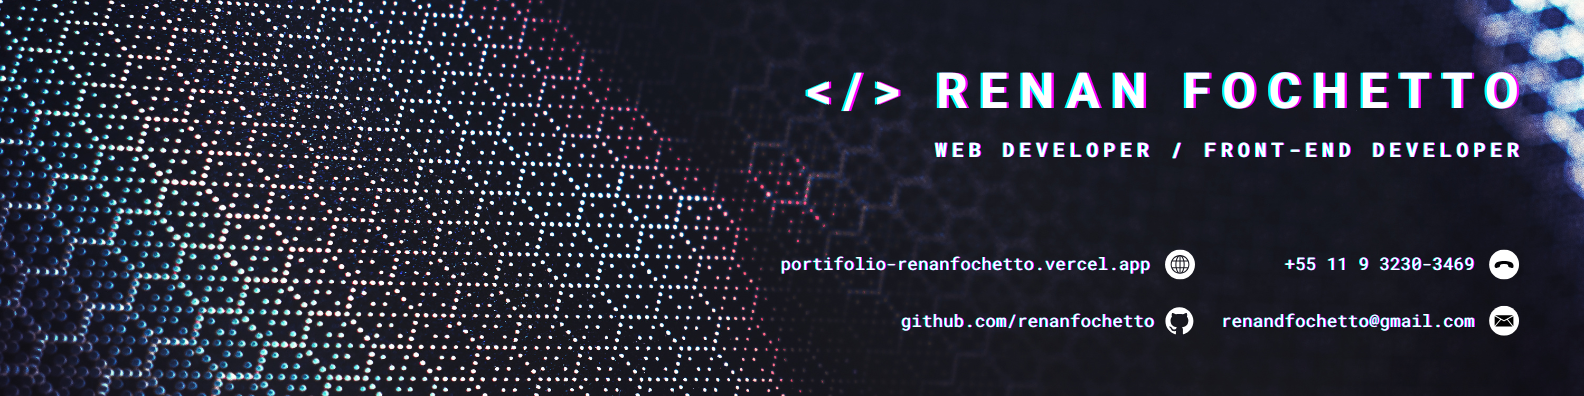 </> RENAN FOCHETTO
WEB DEVELOPER / FRONT-END DEVELOPER
portifolio-renanfochetto.vercel.app +55 11 9 3230-3469
github.com/renanfochetto renandfochetto@gmail.com